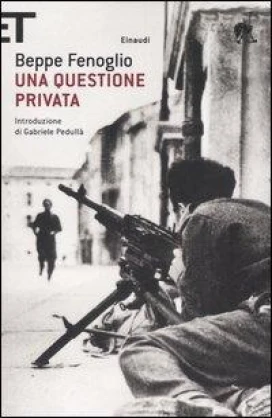 ET
Einaudi
Beppe Fenoglio
UNA QUESTIONE
PRIVATA
Introduzione
di Gabriele Pedullà